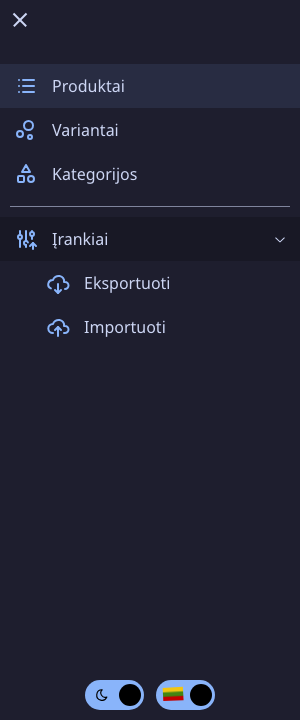 Produktai
Variantai
Kategorijos
Įrankiai
Eksportuoti
Importuoti